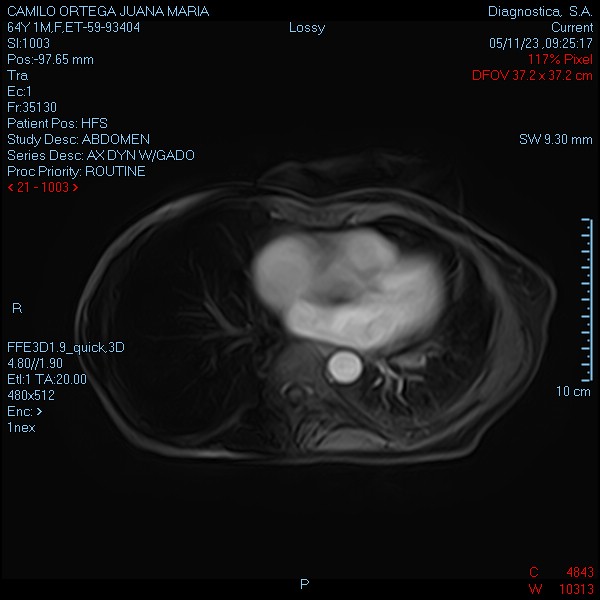 CAMILO ORTEGA JUANA MARIA
64Y 1M,F,ET-59-93404
Sl:1003
Pos:-97.65 mm
Tra
Ec:1
Fr:35130
Patient Pos: HFS
Study Desc: ABDOMEN
Series Desc: AX DYN W/GADO
Proc Priority: ROUTINE
< 21 - 1003 >
Lossy
Diagnostica, S.A.
Current
05/11/23 ,09:25:17
117% Pixel
DFOV 37.2 x 37.2 cm
SW 9.30 mm
R
FFE3D1.9_quick,3D
4.80//1.90
Etl:1 TA:20.00
480x512
Enc: >
1nex
10 cm
P
C 4843
W 10313